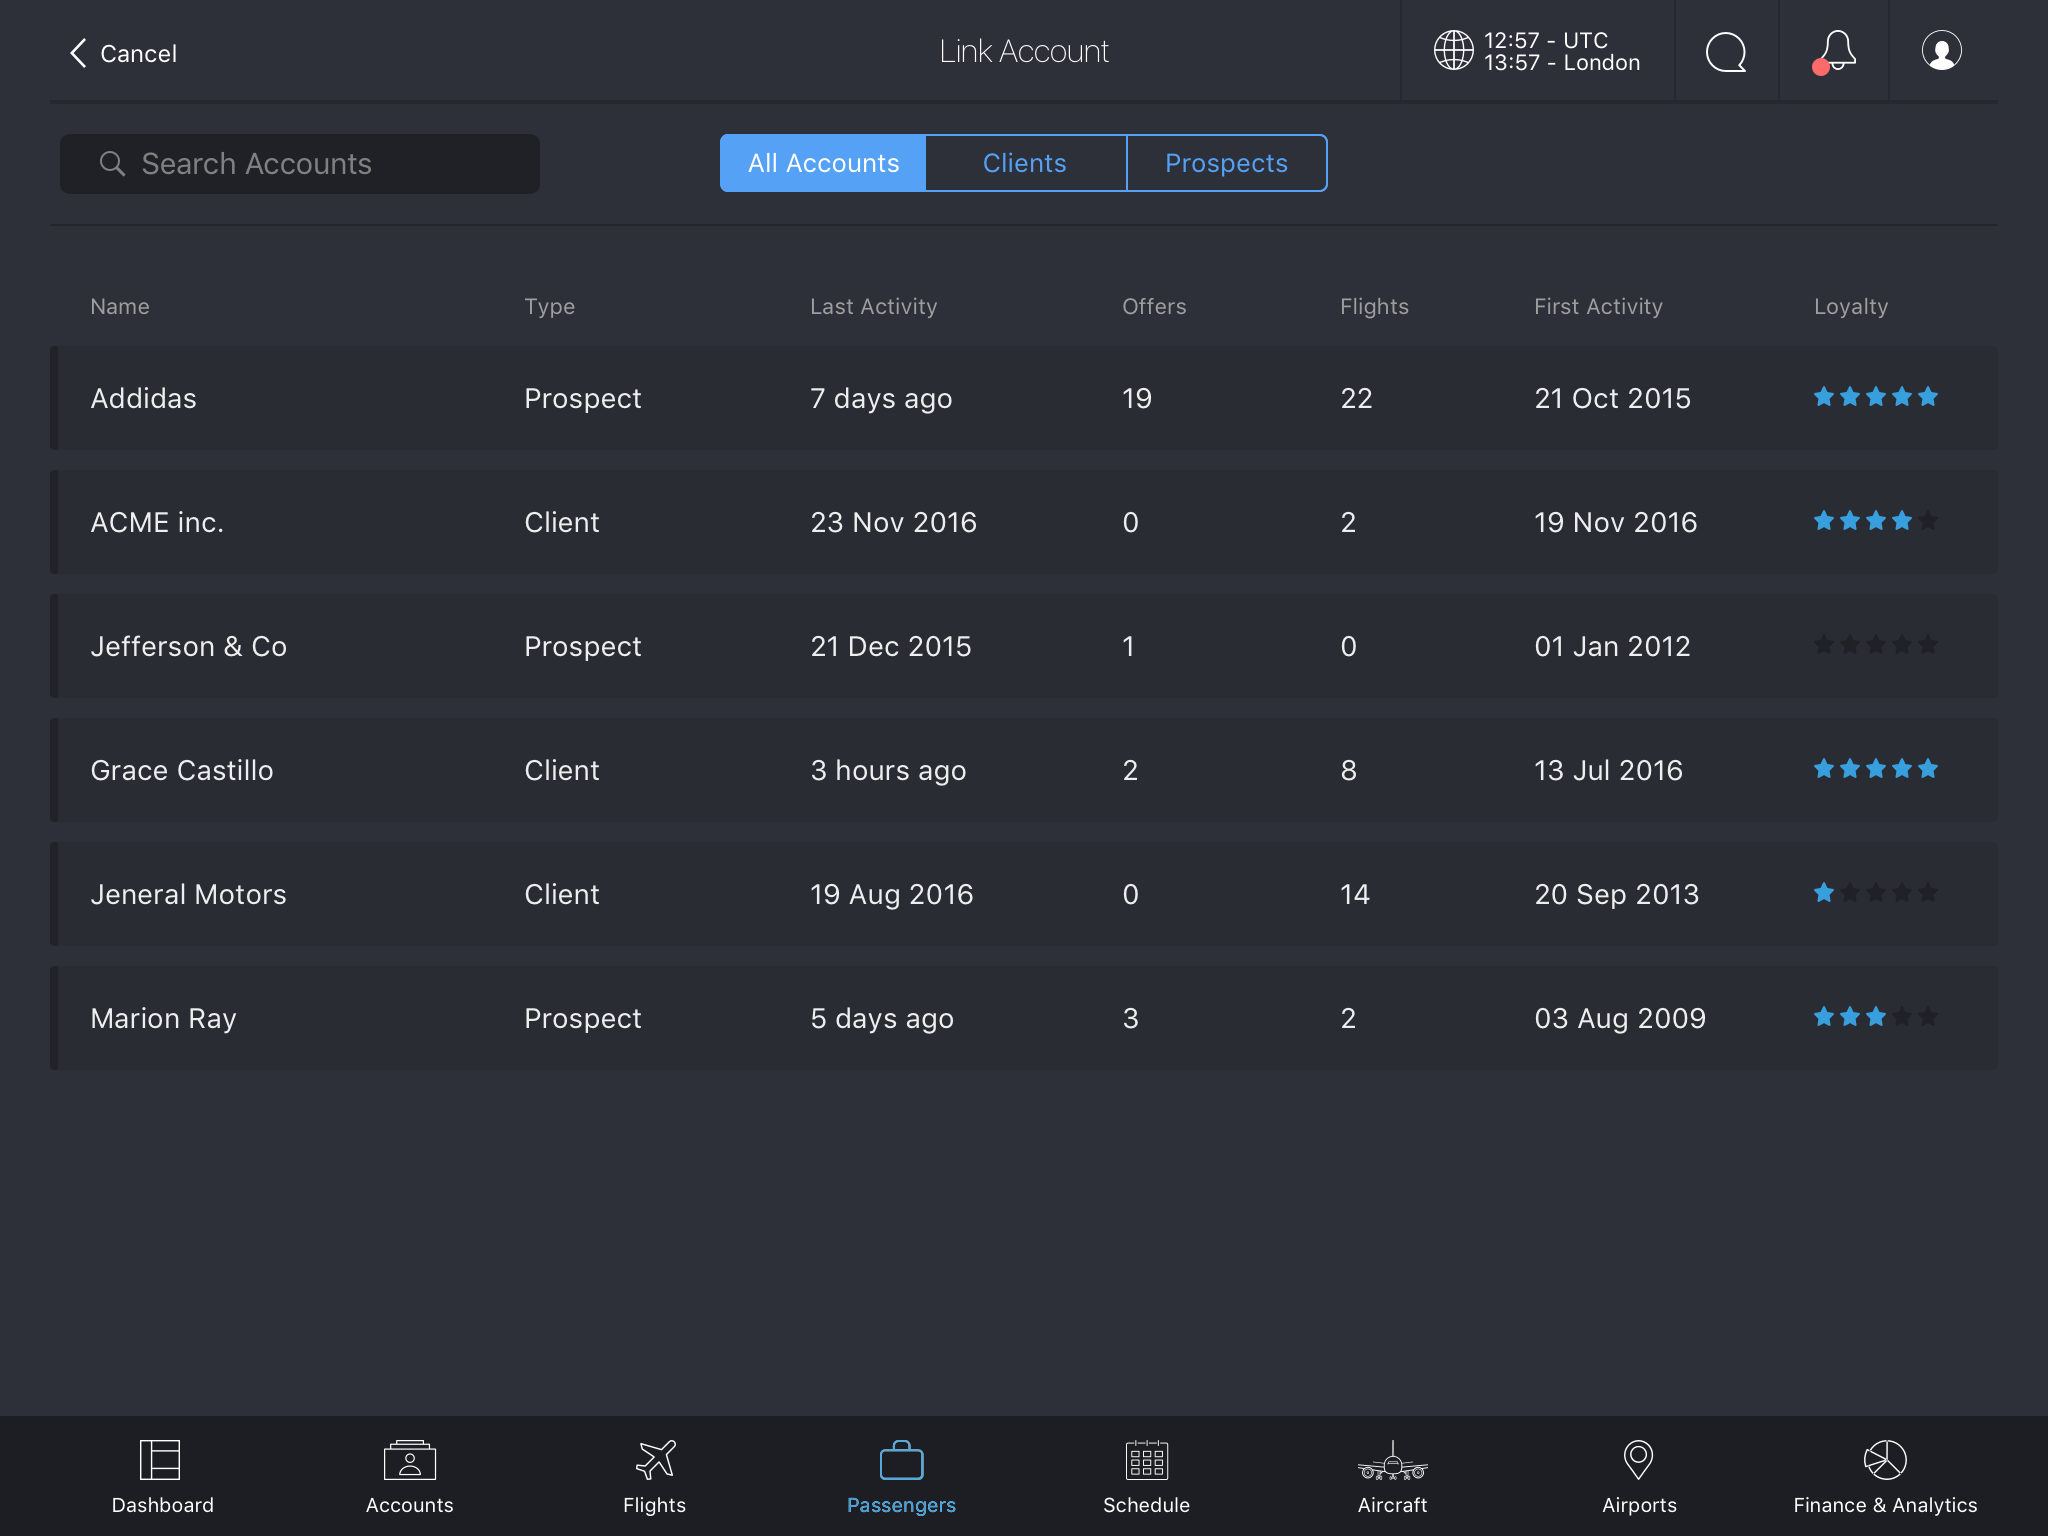 Cancel
Link Account
12:57 - UTC
13:57 - London
Search Accounts
All Accounts Clients Prospects
Name Type Last Activity Offers Flights First Activity Loyalty
Addidas Prospect 7 days ago 19 22 21 Oct 2015
ACME inc. Client 23 Nov 2016 0 2 19 Nov 2016
Jefferson & Co Prospect 21 Dec 2015 1 0 01 Jan 2012
Grace Castillo Client 3 hours ago 2 8 13 Jul 2016
Jeneral Motors Client 19 Aug 2016 0 14 20 Sep 2013
Marion Ray Prospect 5 days ago 3 2 03 Aug 2009
Dashboard Accounts Flights Passengers Schedule Aircraft Airports Finance & Analytics